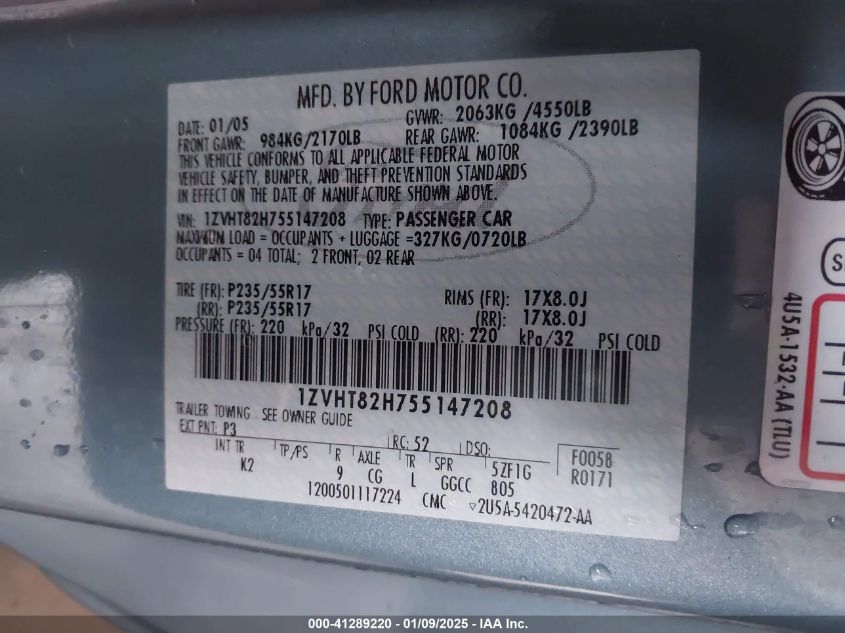 MFD. BY FORD MOTOR CO.
DATE: 01/05 GVWR: 2063KG /4550LB
FRONT GAWR: 984KG/2170LB REAR GAWR: 1084KG /2390LB
THIS VEHICLE CONFORMS TO ALL APPLICABLE FEDERAL MOTOR
VEHICLE SAFETY, BUMPER, AND THEFT PREVENTION STANDARDS
IN EFFECT ON THE DATE OF MANUFACTURE SHOWN ABOVE.
VIN: 1ZVHT82H755147208 TYPE: PASSENGER CAR
MAXIMUM LOAD = OCCUPANTS + LUGGAGE =327KG/0720LB
OCCUPANTS = 04 TOTAL; 2 FRONT, 02 REAR
TIRE (FR): P235/55R17 RIMS (FR): 17X8.0J
(RR): P235/55R17 (RR): 17X8.0J
PRESSURE (FR): 220 kPa/32 PSI COLD (RR): 220 kPa/32 PSI COLD
1ZVHT82H755147208
TRAILER TOWING - SEE OWNER GUIDE
EXT PNT: P3 RC: 52 DSO: F0058
INT TR TP/PS R AXLE TR SPR 5ZF1G R0171
K2 9 CG L GGCC 805
1200501117224 CMC ▽2U5A-5420472-AA
4U5A-1532-AA (TLU)
000-41289220 - 01/09/2025 - IAA Inc.